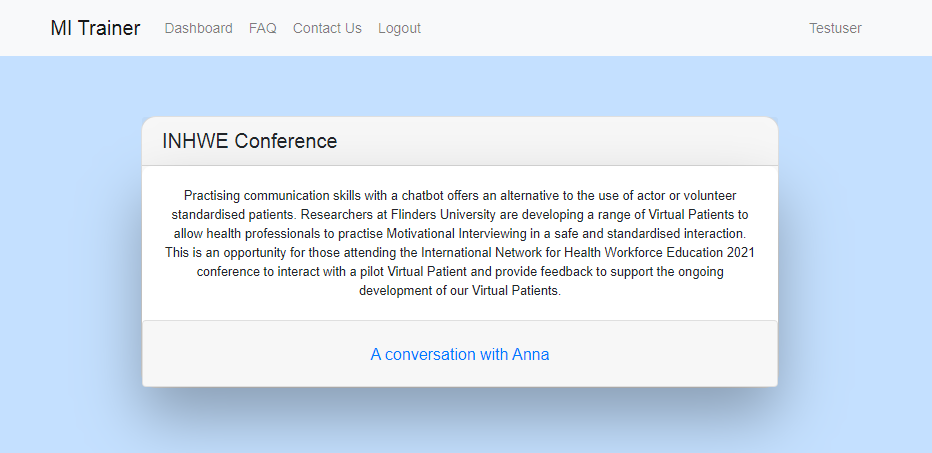 MI Trainer Dashboard FAQ Contact Us Logout Testuser
INHWE Conference
Practising communication skills with a chatbot offers an alternative to the use of actor or volunteer
standardised patients. Researchers at Flinders University are developing a range of Virtual Patients to
allow health professionals to practise Motivational Interviewing in a safe and standardised interaction.
This is an opportunity for those attending the International Network for Health Workforce Education 2021
conference to interact with a pilot Virtual Patient and provide feedback to support the ongoing
development of our Virtual Patients.
A conversation with Anna